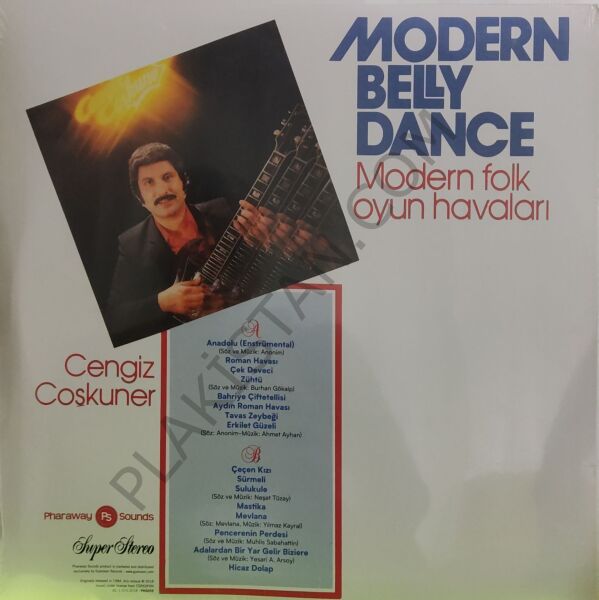 MODERN
BELLY
DANCE
Modern folk
oyun havaları
Cengiz
Coşkuner
A
Anadolu (Enstrümental)
(Söz ve Müzik: Anonim)
Roman Havası
Çek Deveci
Zühtü
(Söz ve Müzik: Burhan Gökalp)
Bahriye Çiftetellisi
Aydın Roman Havası
Tavas Zeybeği
Erkilet Güzeli
(Söz: Anonim-Müzik: Ahmet Ayhan)
B
Çeçen Kızı
Sürmeli
Sulukule
(Söz ve Müzik: Neşat Tüzay)
Mastika
Mevlana
(Söz: Mevlana, Müzik: Yılmaz Kayral)
Pencerenin Perdesi
(Söz ve Müzik: Muhlis Sabahattin)
Adalardan Bir Yar Gelir Bizlere
(Söz ve Müzik: Yesari A. Arsoy)
Hicaz Dolap
Pharaway PS Sounds
Super Stereo
PLAKİSTAN.COM